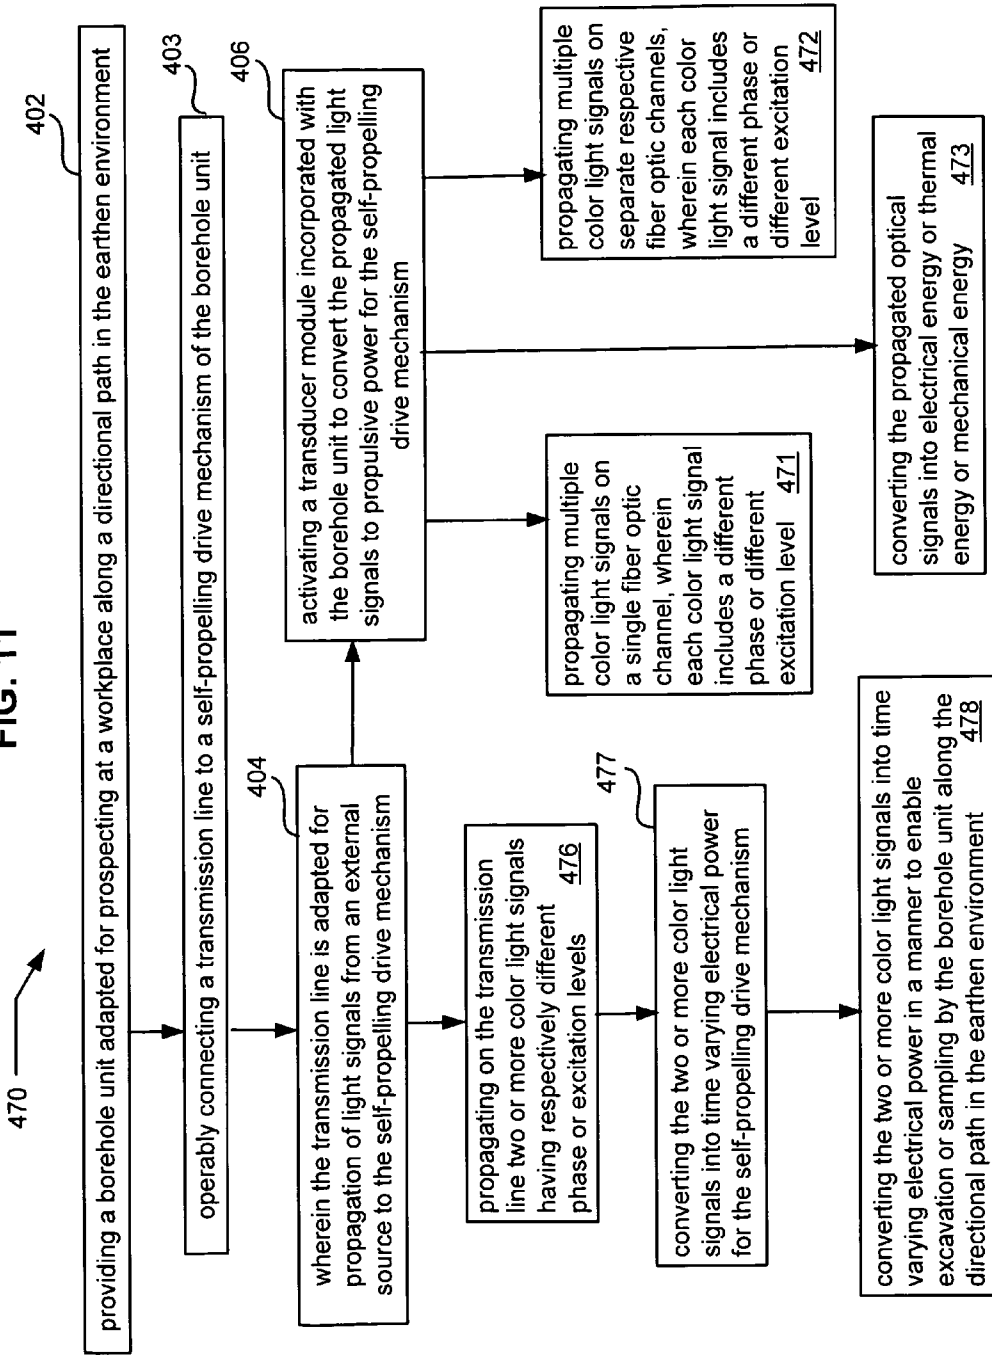 FIG. 11
470
402
providing a borehole unit adapted for prospecting at a workplace along a directional path in the earthen environment
403
operably connecting a transmission line to a self-propelling drive mechanism of the borehole unit
404
wherein the transmission line is adapted for
propagation of light signals from an external
source to the self-propelling drive mechanism
406
activating a transducer module incorporated with
the borehole unit to convert the propagated light
signals to propulsive power for the self-propelling
drive mechanism
propagating on the transmission
line two or more color light signals
having respectively different
phase or excitation levels 476
477
converting the two or more color light
signals into time varying electrical power
for the self-propelling drive mechanism
converting the two or more color light signals into time
varying electrical power in a manner to enable
excavation or sampling by the borehole unit along the
directional path in the earthen environment 478
propagating multiple
color light signals on
a single fiber optic
channel, wherein
each color light signal
includes a different
phase or different
excitation level 471
propagating multiple
color light signals on
separate respective
fiber optic channels,
wherein each color
light signal includes
a different phase or
different excitation
level 472
converting the propagated optical
signals into electrical energy or thermal
energy or mechanical energy 473